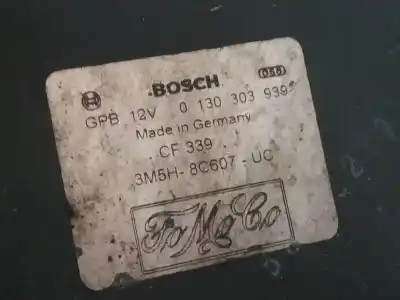 BOSCH
GPB 12V 0 130 303 939
Made in Germany
CF 339
3M5H-8C607-UC
FoMoCo